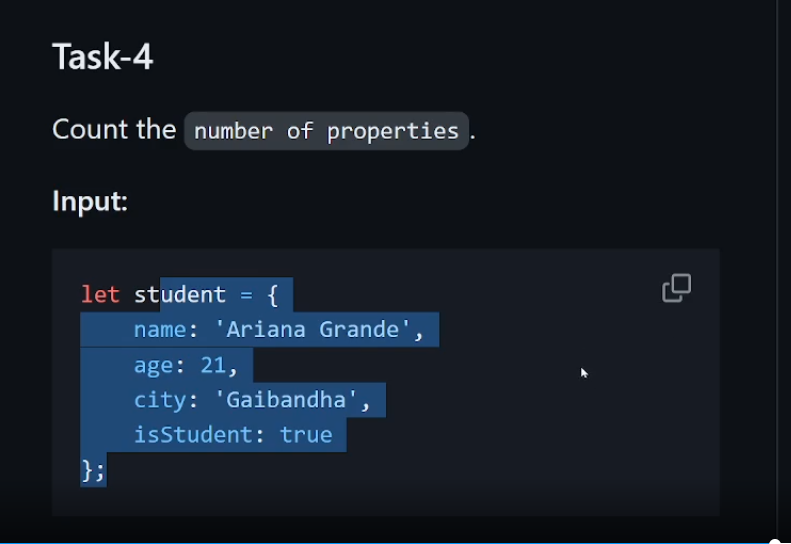 Task-4
Count the number of properties.
Input:
let student = {
    name: 'Ariana Grande',
    age: 21,
    city: 'Gaibandha',
    isStudent: true
};